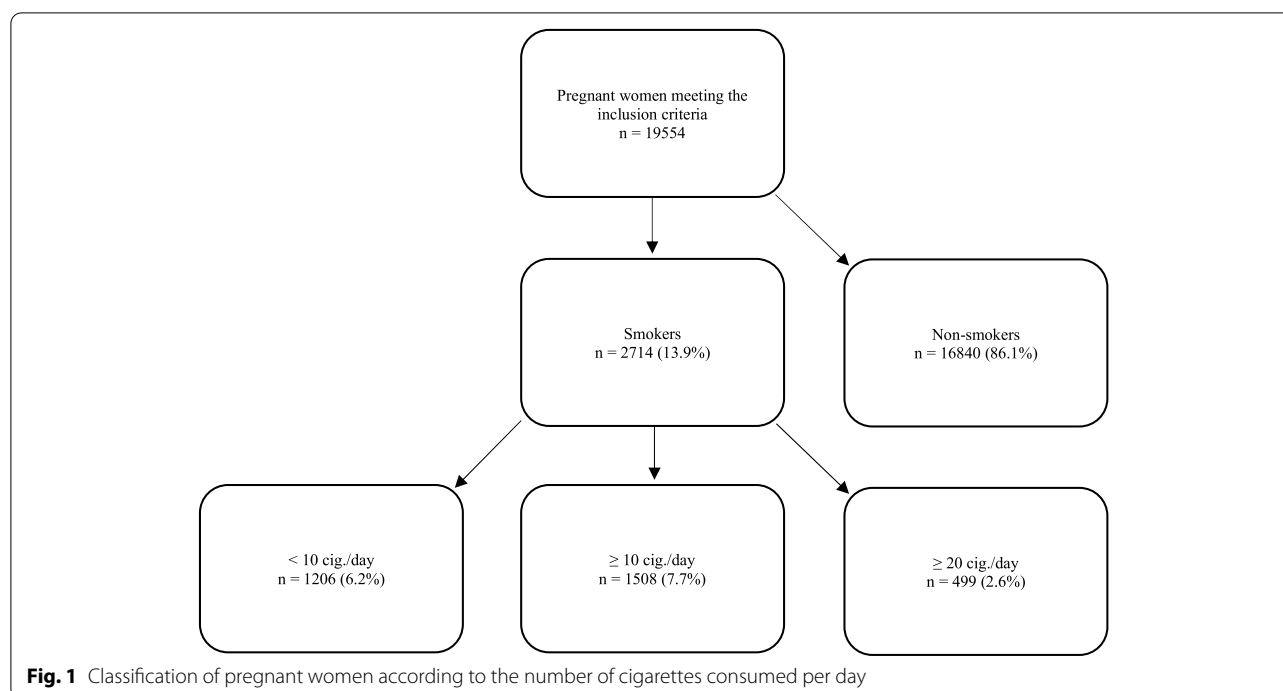 Pregnant women meeting the
inclusion criteria
n = 19554
Smokers
n = 2714 (13.9%)
Non-smokers
n = 16840 (86.1%)
< 10 cig./day
n = 1206 (6.2%)
≥ 10 cig./day
n = 1508 (7.7%)
≥ 20 cig./day
n = 499 (2.6%)
Fig. 1 Classification of pregnant women according to the number of cigarettes consumed per day